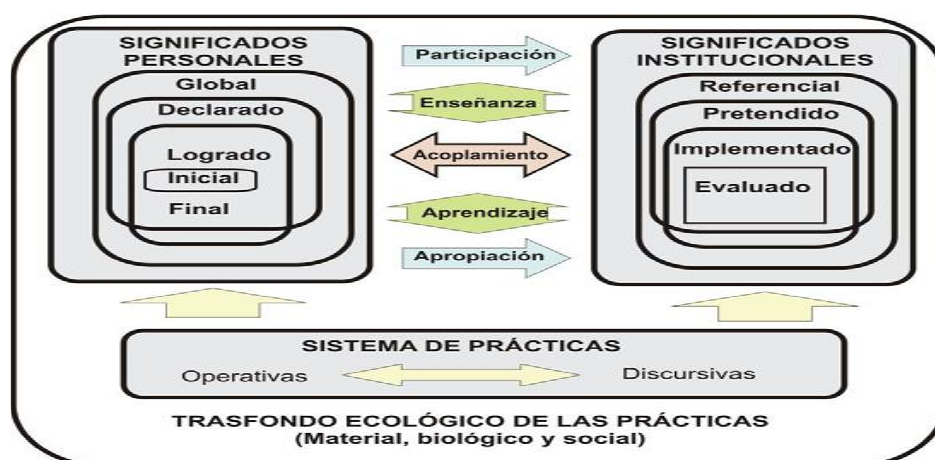 SIGNIFICADOS
PERSONALES
Global
Declarado
Logrado
Inicial
Final
Participación
Enseñanza
Acoplamiento
Aprendizaje
Apropiación
SIGNIFICADOS
INSTITUCIONALES
Referencial
Pretendido
Implementado
Evaluado
SISTEMA DE PRÁCTICAS
Operativas
Discursivas
TRASFONDO ECOLÓGICO DE LAS PRÁCTICAS
(Material, biológico y social)